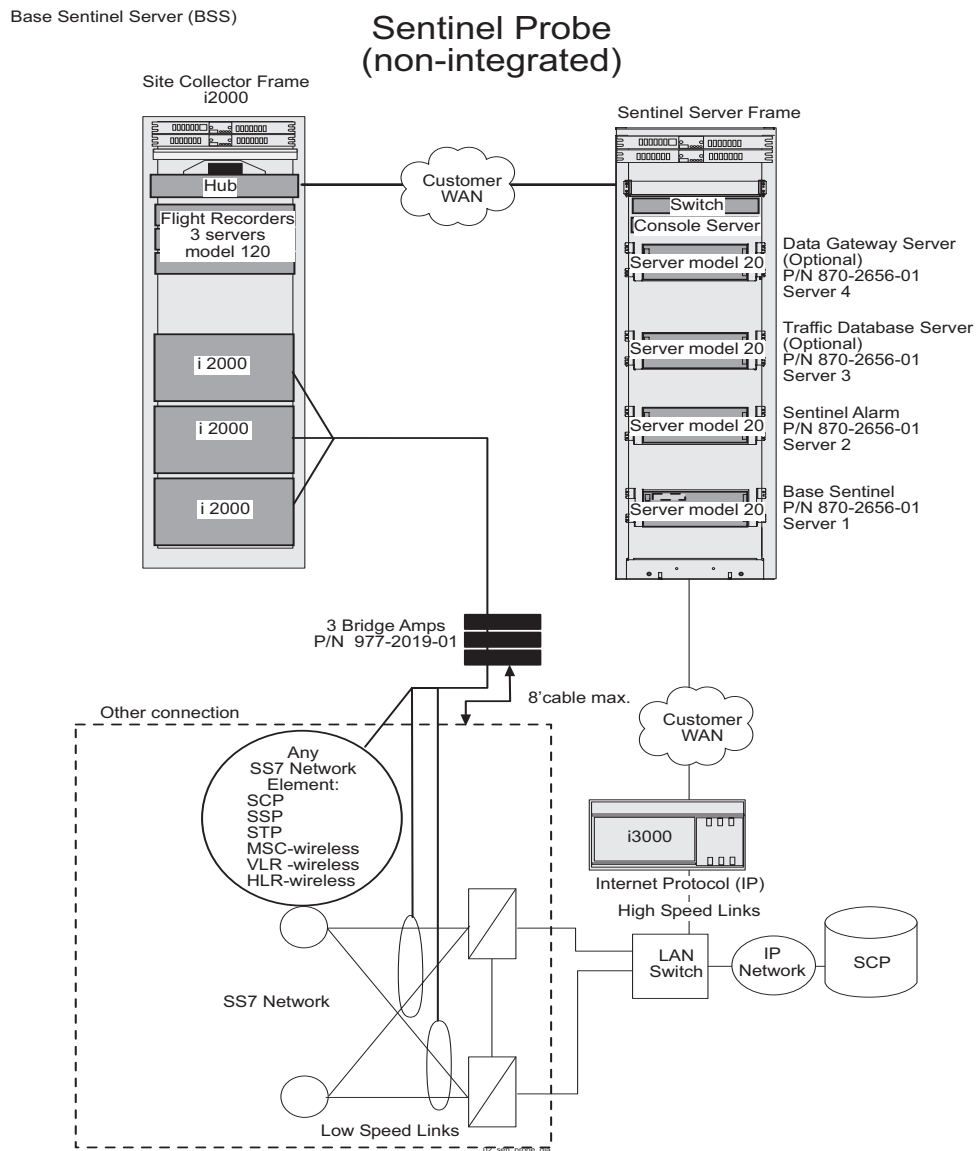 Base Sentinel Server (BSS)
Sentinel Probe
(non-integrated)
Site Collector Frame
i2000
Hub
Flight Recorders
3 servers
model 120
i 2000
i 2000
i 2000
Customer
WAN
Sentinel Server Frame
Switch
Console Server
Server model 20
Data Gateway Server
(Optional)
P/N 870-2656-01
Server 4
Server model 20
Traffic Database Server
(Optional)
P/N 870-2656-01
Server 3
Server model 20
Sentinel Alarm
P/N 870-2656-01
Server 2
Server model 20
Base Sentinel
P/N 870-2656-01
Server 1
3 Bridge Amps
P/N  977-2019-01
8'cable max.
Other connection
Any
SS7 Network
Element:
SCP
SSP
STP
MSC-wireless
VLR -wireless
HLR-wireless
SS7 Network
Low Speed Links
Customer
WAN
i3000
Internet Protocol (IP)
High Speed Links
LAN
Switch
IP
Network
SCP